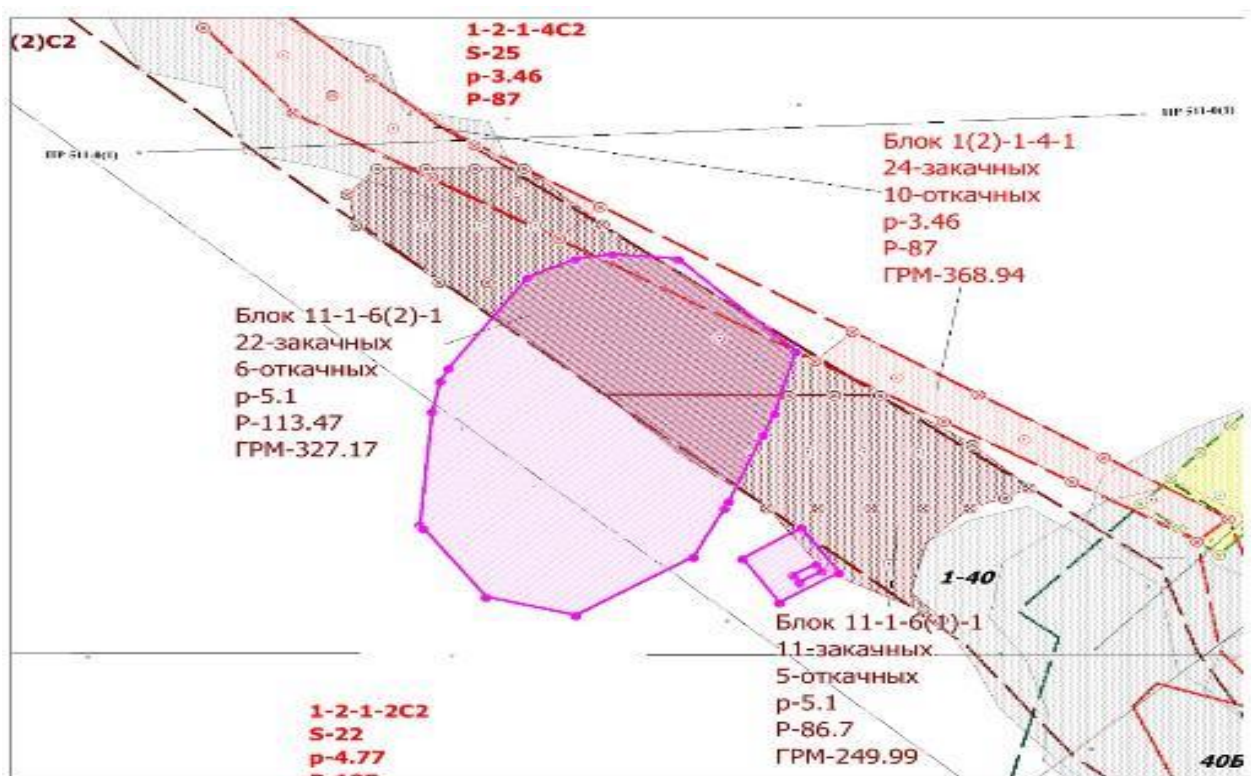 (2)С2
1-2-1-4С2
S-25
р-3.46
Р-87
Блок 1(2)-1-4-1
24-закачных
10-откачных
р-3.46
Р-87
ГРМ-368.94
Блок 11-1-6(2)-1
22-закачных
6-откачных
р-5.1
Р-113.47
ГРМ-327.17
1-40
Блок 11-1-6(1)-1
11-закачных
5-откачных
р-5.1
Р-86.7
ГРМ-249.99
1-2-1-2С2
S-22
р-4.77
40Б